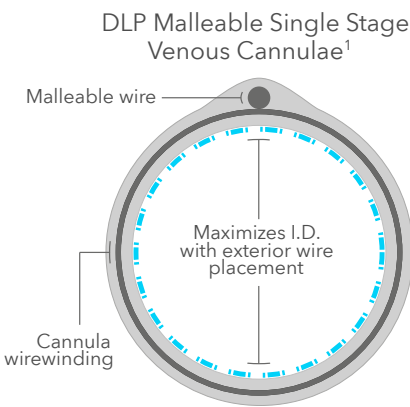 DLP Malleable Single Stage
Venous Cannulae¹
Malleable wire
Maximizes I.D.
with exterior wire
placement
Cannula
wirewinding